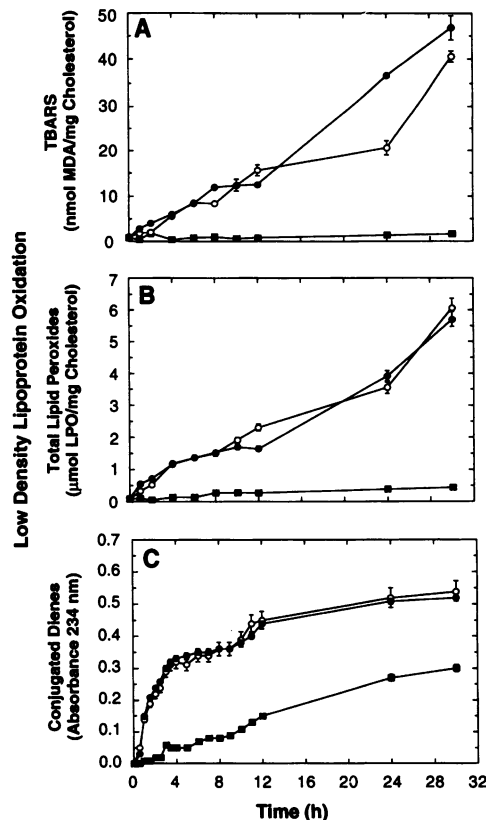 Low Density Lipoprotein Oxidation
A
TBARS
(nmol MDA/mg Cholesterol)
50
40
30
20
10
0
B
Total Lipid Peroxides
(μmol LPO/mg Cholesterol)
7
6
5
4
3
2
1
0
C
Conjugated Dienes
(Absorbance 234 nm)
0.7
0.6
0.5
0.4
0.3
0.2
0.1
0.0
0 4 8 12 16 20 24 28 32
Time (h)